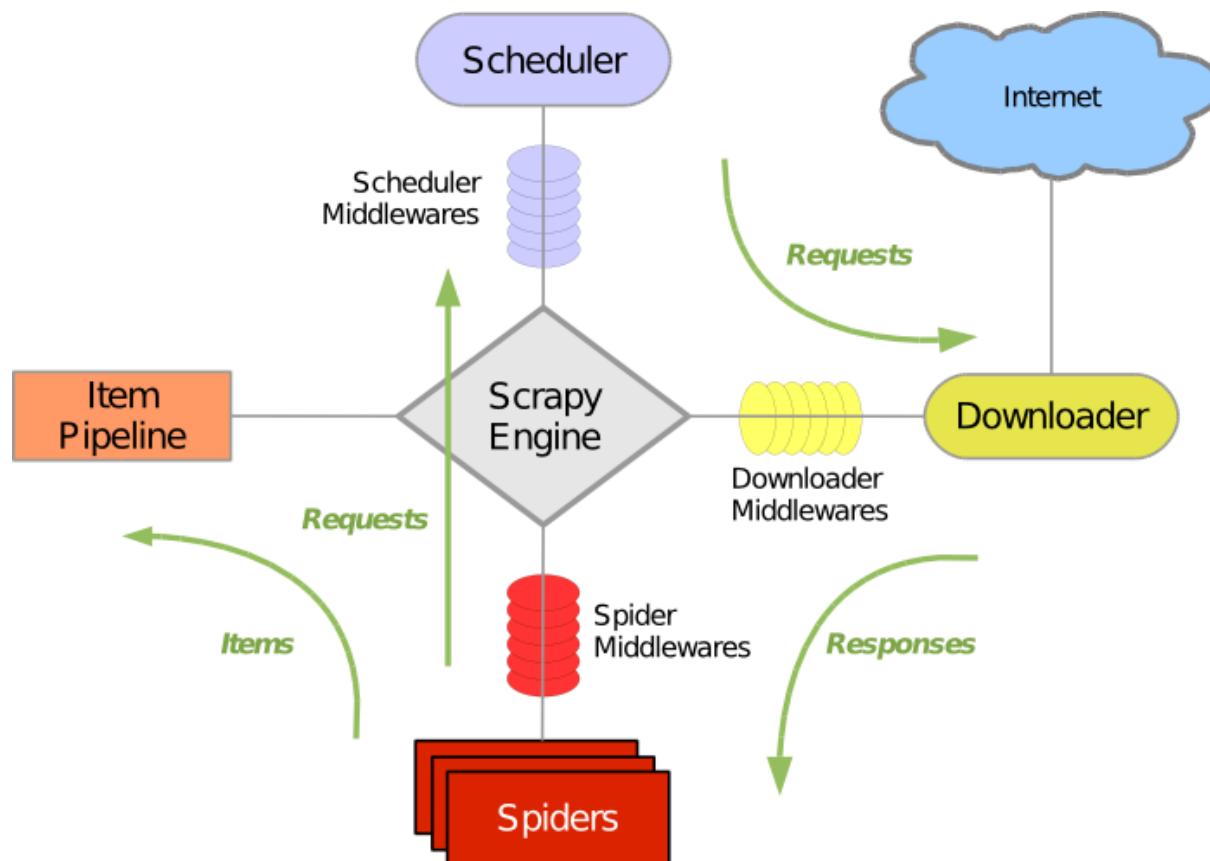 Scheduler
Internet
Scheduler
Middlewares
Requests
Item
Pipeline
Scrapy
Engine
Downloader
Downloader
Middlewares
Requests
Items
Spider
Middlewares
Responses
Spiders